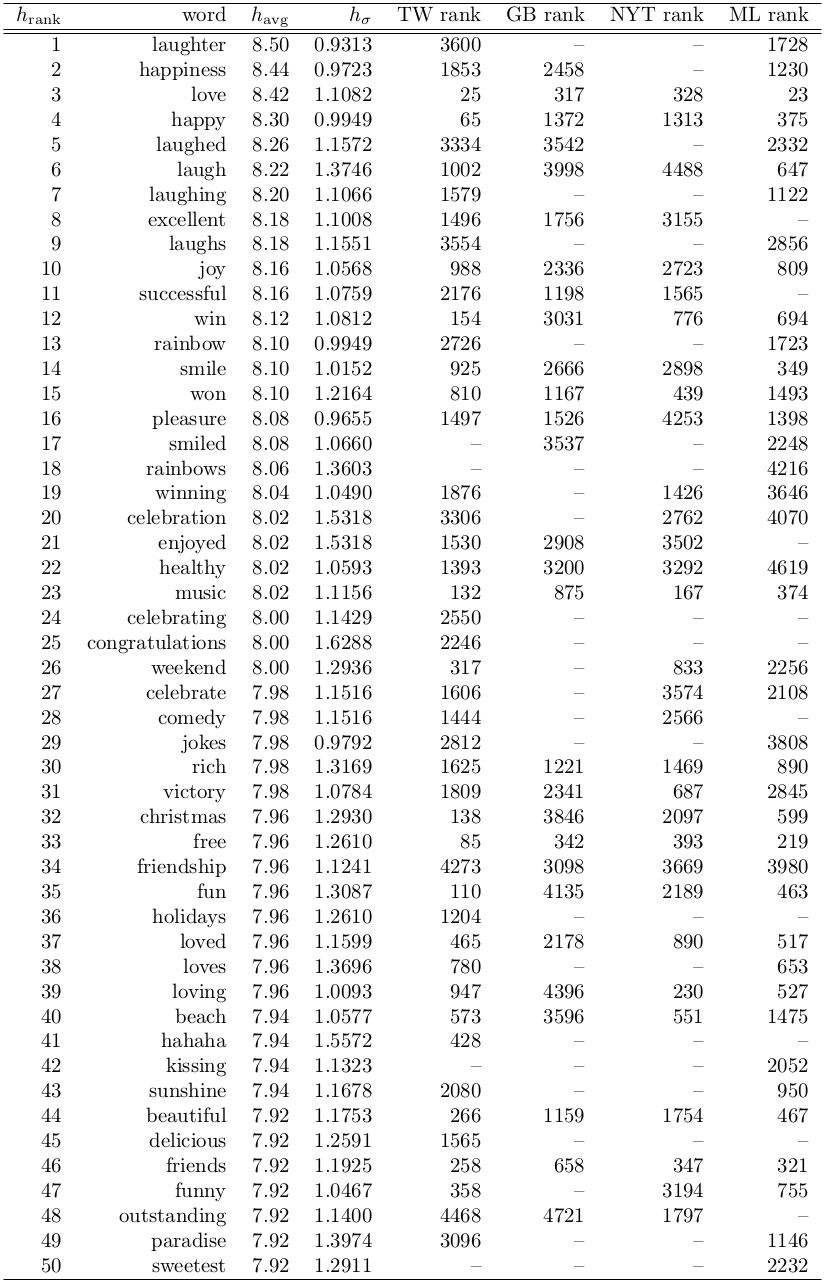 h_rank word h_avg h_σ TW rank GB rank NYT rank ML rank
1 laughter 8.50 0.9313 3600 – – 1728
2 happiness 8.44 0.9723 1853 2458 – 1230
3 love 8.42 1.1082 25 317 328 23
4 happy 8.30 0.9949 65 1372 1313 375
5 laughed 8.26 1.1572 3334 3542 – 2332
6 laugh 8.22 1.3746 1002 3998 4488 647
7 laughing 8.20 1.1066 1579 – – 1122
8 excellent 8.18 1.1008 1496 1756 3155 –
9 laughs 8.18 1.1551 3554 – – 2856
10 joy 8.16 1.0568 988 2336 2723 809
11 successful 8.16 1.0759 2176 1198 1565 –
12 win 8.12 1.0812 154 3031 776 694
13 rainbow 8.10 0.9949 2726 – – 1723
14 smile 8.10 1.0152 925 2666 2898 349
15 won 8.10 1.2164 810 1167 439 1493
16 pleasure 8.08 0.9655 1497 1526 4253 1398
17 smiled 8.08 1.0660 – 3537 – 2248
18 rainbows 8.06 1.3603 – – – 4216
19 winning 8.04 1.0490 1876 – 1426 3646
20 celebration 8.02 1.5318 3306 – 2762 4070
21 enjoyed 8.02 1.5318 1530 2908 3502 –
22 healthy 8.02 1.0593 1393 3200 3292 4619
23 music 8.02 1.1156 132 875 167 374
24 celebrating 8.00 1.1429 2550 – – –
25 congratulations 8.00 1.6288 2246 – – –
26 weekend 8.00 1.2936 317 – 833 2256
27 celebrate 7.98 1.1516 1606 – 3574 2108
28 comedy 7.98 1.1516 1444 – 2566 –
29 jokes 7.98 0.9792 2812 – – 3808
30 rich 7.98 1.3169 1625 1221 1469 890
31 victory 7.98 1.0784 1809 2341 687 2845
32 christmas 7.96 1.2930 138 3846 2097 599
33 free 7.96 1.2610 85 342 393 219
34 friendship 7.96 1.1241 4273 3098 3669 3980
35 fun 7.96 1.3087 110 4135 2189 463
36 holidays 7.96 1.2610 1204 – – –
37 loved 7.96 1.1599 465 2178 890 517
38 loves 7.96 1.3696 780 – – 653
39 loving 7.96 1.0093 947 4396 230 527
40 beach 7.94 1.0577 573 3596 551 1475
41 hahaha 7.94 1.5572 428 – – –
42 kissing 7.94 1.1323 – – – 2052
43 sunshine 7.94 1.1678 2080 – – 950
44 beautiful 7.92 1.1753 266 1159 1754 467
45 delicious 7.92 1.2591 1565 – – –
46 friends 7.92 1.1925 258 658 347 321
47 funny 7.92 1.0467 358 – 3194 755
48 outstanding 7.92 1.1400 4468 4721 1797 –
49 paradise 7.92 1.3974 3096 – – 1146
50 sweetest 7.92 1.2911 – – – 2232